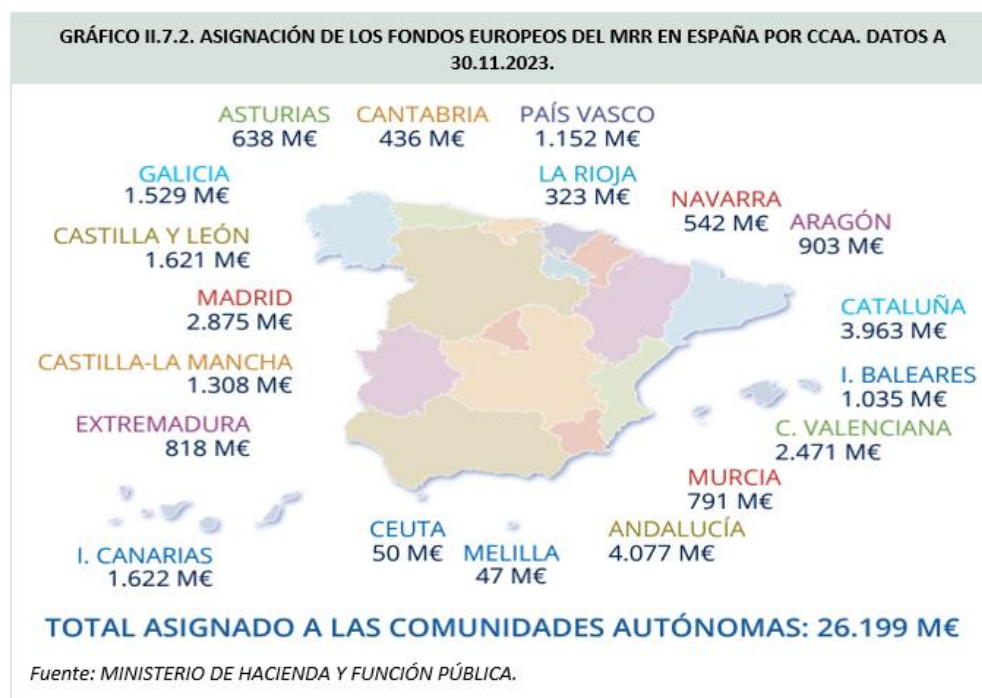 GRÁFICO II.7.2. ASIGNACIÓN DE LOS FONDOS EUROPEOS DEL MRR EN ESPAÑA POR CCAA. DATOS A
30.11.2023.
ASTURIAS
638 M€
CANTABRIA
436 M€
PAÍS VASCO
1.152 M€
GALICIA
1.529 M€
LA RIOJA
323 M€
NAVARRA
542 M€
ARAGÓN
903 M€
CASTILLA Y LEÓN
1.621 M€
MADRID
2.875 M€
CATALUÑA
3.963 M€
CASTILLA-LA MANCHA
1.308 M€
I. BALEARES
1.035 M€
EXTREMADURA
818 M€
C. VALENCIANA
2.471 M€
MURCIA
791 M€
CEUTA
50 M€
MELILLA
47 M€
ANDALUCÍA
4.077 M€
I. CANARIAS
1.622 M€
TOTAL ASIGNADO A LAS COMUNIDADES AUTÓNOMAS: 26.199 M€
Fuente: MINISTERIO DE HACIENDA Y FUNCIÓN PÚBLICA.